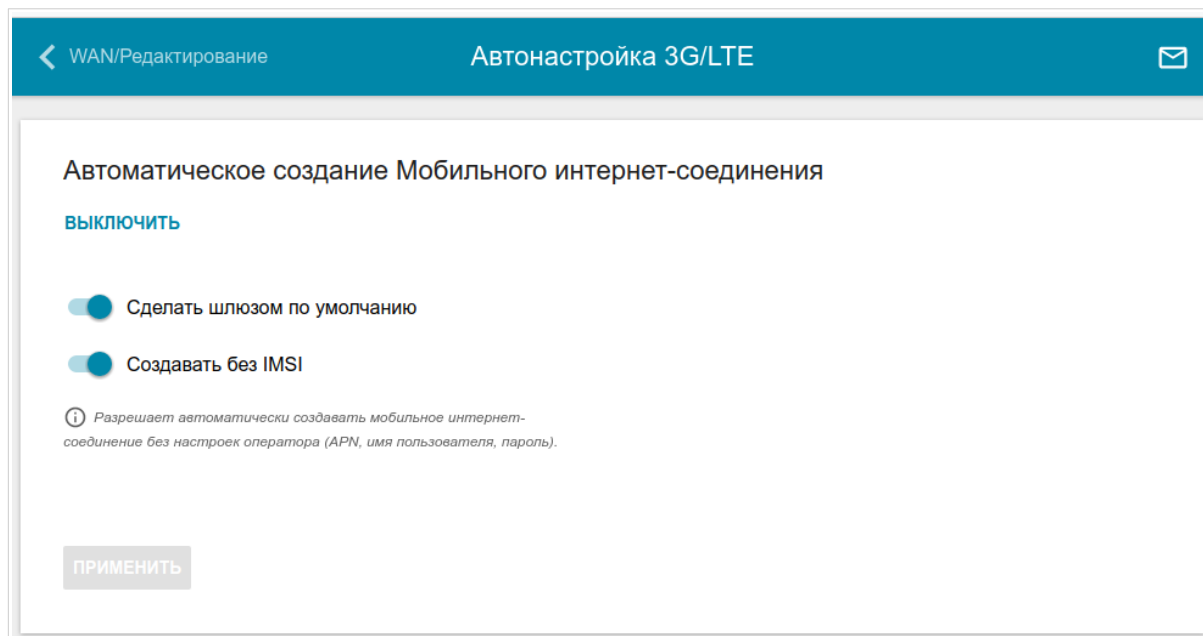 WAN/Редактирование
Автонастройка 3G/LTE
Автоматическое создание Мобильного интернет-соединения
ВЫКЛЮЧИТЬ
Сделать шлюзом по умолчанию
Создавать без IMSI
Разрешает автоматически создавать мобильное интернет-
соединение без настроек оператора (APN, имя пользователя, пароль).
ПРИМЕНИТЬ